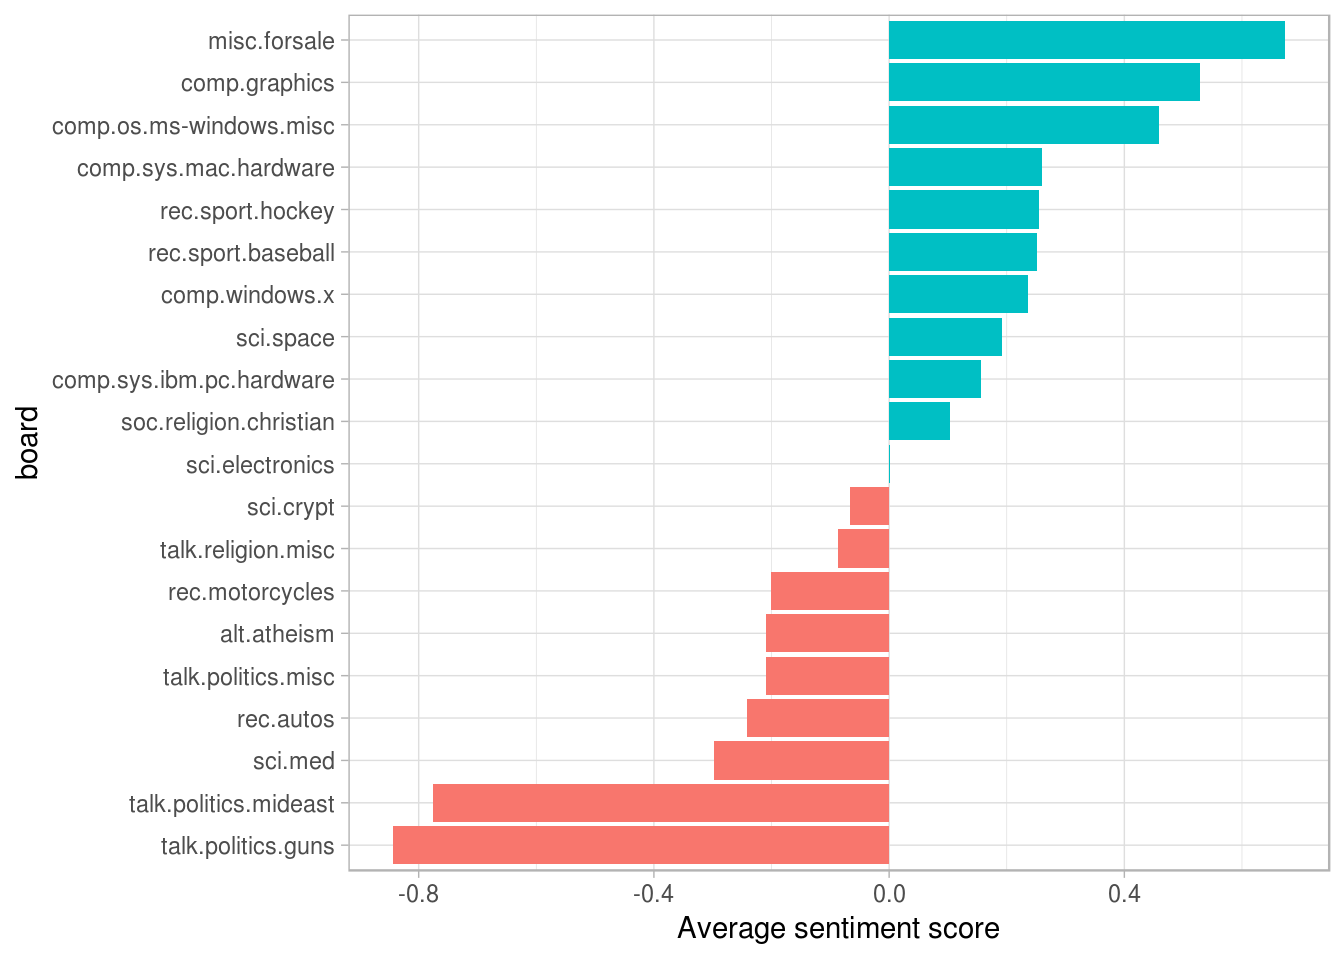 misc.forsale
comp.graphics
comp.os.ms-windows.misc
comp.sys.mac.hardware
rec.sport.hockey
rec.sport.baseball
comp.windows.x
sci.space
comp.sys.ibm.pc.hardware
soc.religion.christian
sci.electronics
sci.crypt
talk.religion.misc
rec.motorcycles
alt.atheism
talk.politics.misc
rec.autos
sci.med
talk.politics.mideast
talk.politics.guns
board
-0.8 -0.4 0.0 0.4
Average sentiment score